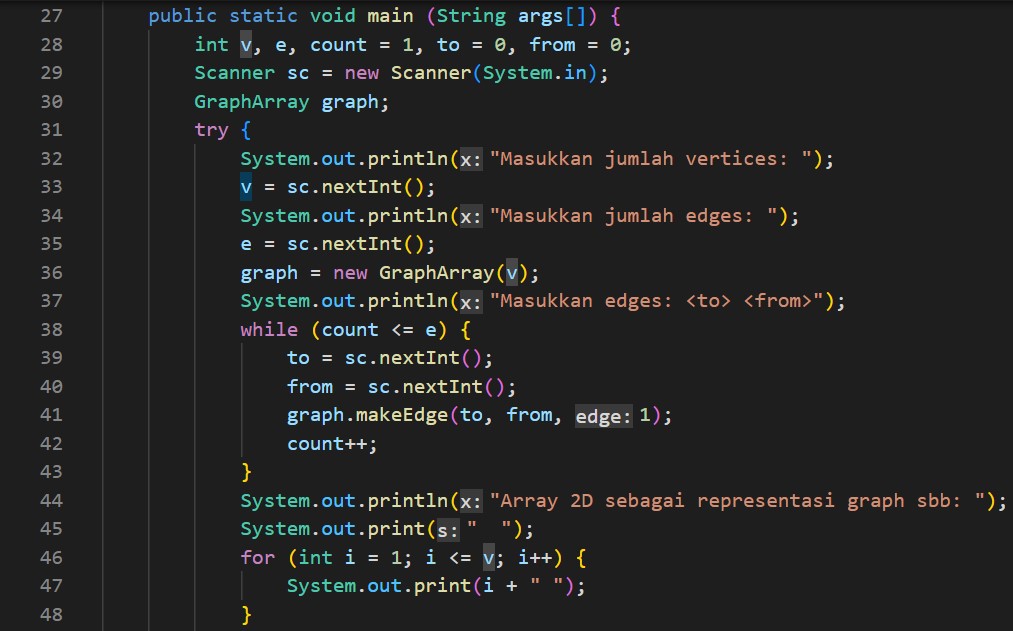 27 public static void main (String args[]) {
28 int v, e, count = 1, to = 0, from = 0;
29 Scanner sc = new Scanner(System.in);
30 GraphArray graph;
31 try {
32 System.out.println(x: "Masukkan jumlah vertices: ");
33 v = sc.nextInt();
34 System.out.println(x: "Masukkan jumlah edges: ");
35 e = sc.nextInt();
36 graph = new GraphArray(v);
37 System.out.println(x: "Masukkan edges: <to> <from>");
38 while (count <= e) {
39 to = sc.nextInt();
40 from = sc.nextInt();
41 graph.makeEdge(to, from, edge: 1);
42 count++;
43 }
44 System.out.println(x: "Array 2D sebagai representasi graph sbb: ");
45 System.out.print(s: "  ");
46 for (int i = 1; i <= v; i++) {
47 System.out.print(i + " ");
48 }